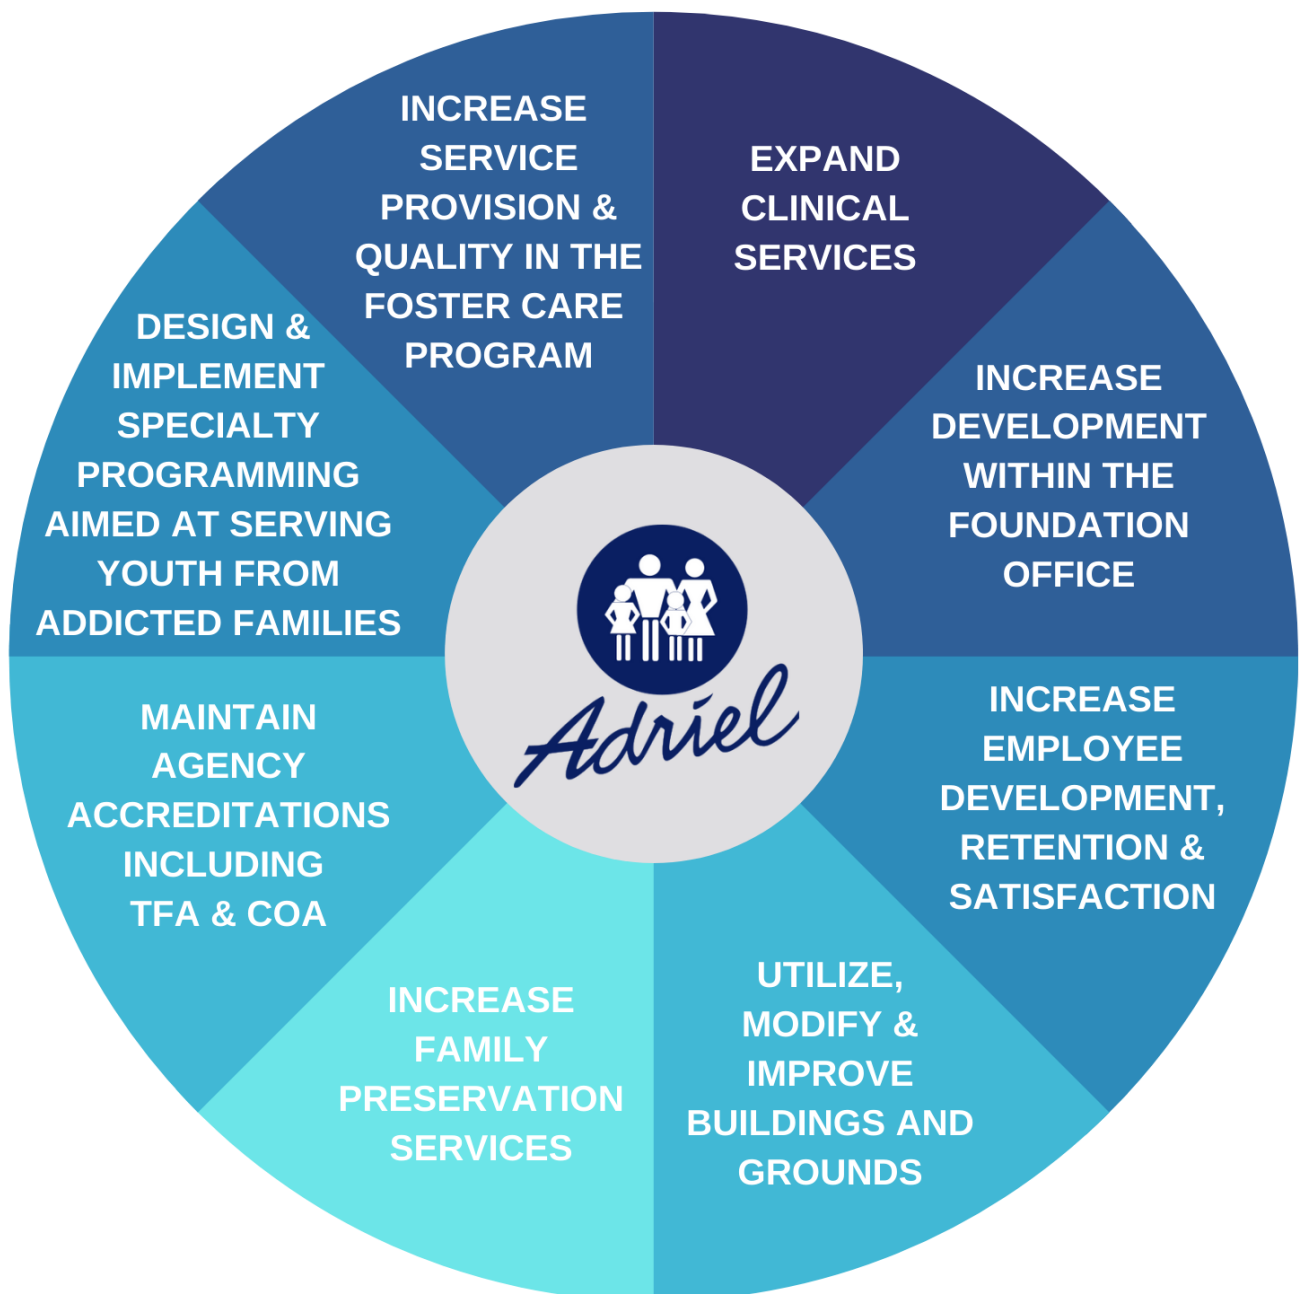 EXPAND
CLINICAL
SERVICES
INCREASE
DEVELOPMENT
WITHIN THE
FOUNDATION
OFFICE
INCREASE
EMPLOYEE
DEVELOPMENT,
RETENTION &
SATISFACTION
UTILIZE,
MODIFY &
IMPROVE
BUILDINGS AND
GROUNDS
INCREASE
FAMILY
PRESERVATION
SERVICES
MAINTAIN
AGENCY
ACCREDITATIONS
INCLUDING
TFA & COA
DESIGN &
IMPLEMENT
SPECIALTY
PROGRAMMING
AIMED AT SERVING
YOUTH FROM
ADDICTED FAMILIES
INCREASE
SERVICE
PROVISION &
QUALITY IN THE
FOSTER CARE
PROGRAM
Adriel